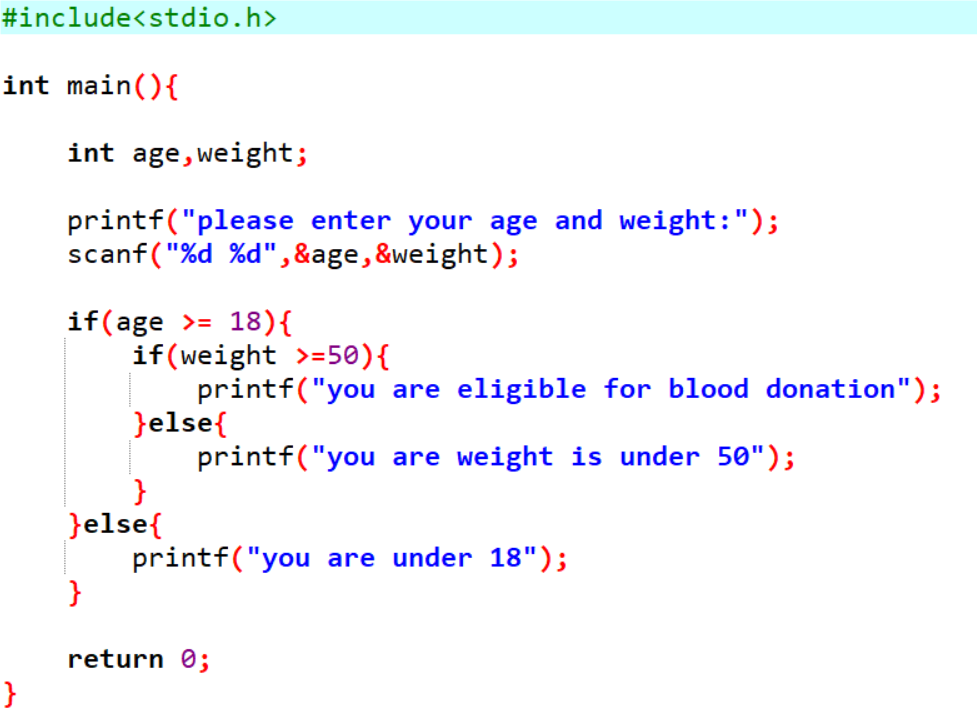 #include<stdio.h>
int main(){
int age,weight;
printf("please enter your age and weight:");
scanf("%d %d",&age,&weight);
if(age >= 18){
if(weight >=50){
printf("you are eligible for blood donation");
}else{
printf("you are weight is under 50");
}
}else{
printf("you are under 18");
}
return 0;
}